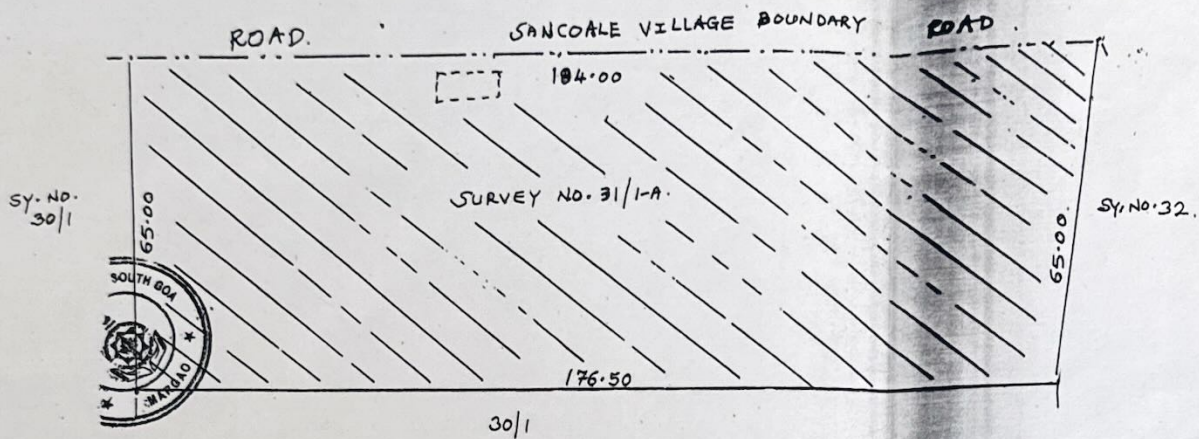 ROAD. SANCOALE VILLAGE BOUNDARY ROAD
184.00
SURVEY NO. 31/1-A.
SY. NO.
30/1
65.00
65.00
SY. NO. 32.
SOUTH GOA
MARGAO
176.50
30/1